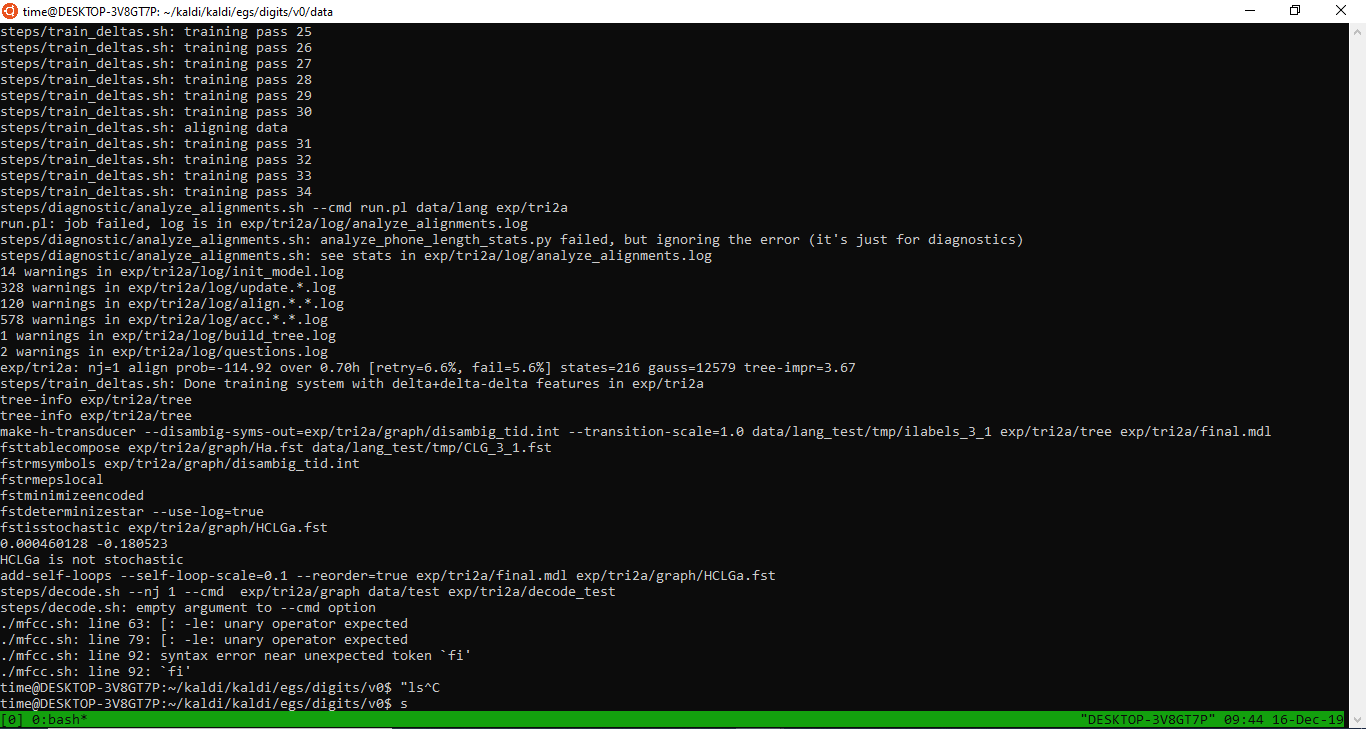 time@DESKTOP-3V8GT7P: ~/kaldi/kaldi/egs/digits/v0/data
steps/train_deltas.sh: training pass 25
steps/train_deltas.sh: training pass 26
steps/train_deltas.sh: training pass 27
steps/train_deltas.sh: training pass 28
steps/train_deltas.sh: training pass 29
steps/train_deltas.sh: training pass 30
steps/train_deltas.sh: aligning data
steps/train_deltas.sh: training pass 31
steps/train_deltas.sh: training pass 32
steps/train_deltas.sh: training pass 33
steps/train_deltas.sh: training pass 34
steps/diagnostic/analyze_alignments.sh --cmd run.pl data/lang exp/tri2a
run.pl: job failed, log is in exp/tri2a/log/analyze_alignments.log
steps/diagnostic/analyze_alignments.sh: analyze_phone_length_stats.py failed, but ignoring the error (it's just for diagnostics)
steps/diagnostic/analyze_alignments.sh: see stats in exp/tri2a/log/analyze_alignments.log
14 warnings in exp/tri2a/log/init_model.log
328 warnings in exp/tri2a/log/update.*.log
120 warnings in exp/tri2a/log/align.*.*.log
578 warnings in exp/tri2a/log/acc.*.*.log
1 warnings in exp/tri2a/log/build_tree.log
2 warnings in exp/tri2a/log/questions.log
exp/tri2a: nj=1 align prob=-114.92 over 0.70h [retry=6.6%, fail=5.6%] states=216 gauss=12579 tree-impr=3.67
steps/train_deltas.sh: Done training system with delta+delta-delta features in exp/tri2a
tree-info exp/tri2a/tree
tree-info exp/tri2a/tree
make-h-transducer --disambig-syms-out=exp/tri2a/graph/disambig_tid.int --transition-scale=1.0 data/lang_test/tmp/ilabels_3_1 exp/tri2a/tree exp/tri2a/final.mdl
fsttablecompose exp/tri2a/graph/Ha.fst data/lang_test/tmp/CLG_3_1.fst
fstrmsymbols exp/tri2a/graph/disambig_tid.int
fstrmepslocal
fstminimizeencoded
fstdeterminizestar --use-log=true
fstisstochastic exp/tri2a/graph/HCLGa.fst
0.000460128 -0.180523
HCLGa is not stochastic
add-self-loops --self-loop-scale=0.1 --reorder=true exp/tri2a/final.mdl exp/tri2a/graph/HCLGa.fst
steps/decode.sh --nj 1 --cmd  exp/tri2a/graph data/test exp/tri2a/decode_test
steps/decode.sh: empty argument to --cmd option
./mfcc.sh: line 63: [: -le: unary operator expected
./mfcc.sh: line 79: [: -le: unary operator expected
./mfcc.sh: line 92: syntax error near unexpected token `fi'
./mfcc.sh: line 92: `fi'
time@DESKTOP-3V8GT7P:~/kaldi/kaldi/egs/digits/v0$ "ls^C
time@DESKTOP-3V8GT7P:~/kaldi/kaldi/egs/digits/v0$ s
[0] 0:bash* "DESKTOP-3V8GT7P" 09:44 16-Dec-19